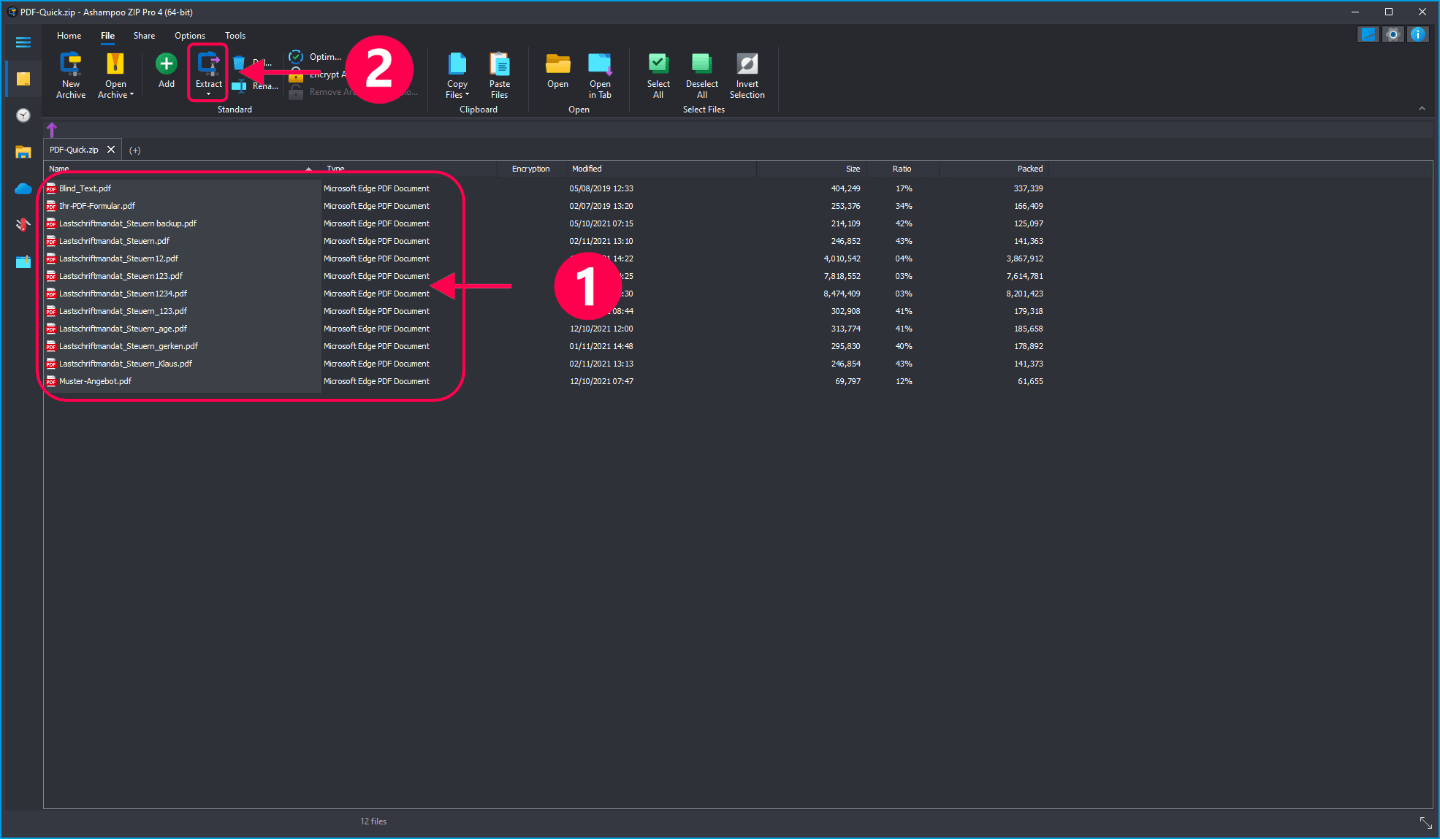 PDF-Quick.zip - Ashampoo ZIP Pro 4 (64-bit)
Home File Share Options Tools
New Archive
Open Archive
Add
Extract
Rena...
Optim...
Encrypt
Remove
Standard
2
Copy Files
Paste Files
Clipboard
Open
Open in Tab
Open
Select All
Deselect All
Invert Selection
Select Files
PDF-Quick.zip (+)
Name Type Encryption Modified Size Ratio Packed
Blind_Text.pdf Microsoft Edge PDF Document 05/08/2019 12:33 404,249 17% 337,339
Ihr-PDF-Formular.pdf Microsoft Edge PDF Document 02/07/2019 13:20 253,376 34% 166,409
Lastschriftmandat_Steuern backup.pdf Microsoft Edge PDF Document 05/10/2021 07:15 214,109 42% 125,097
Lastschriftmandat_Steuern.pdf Microsoft Edge PDF Document 02/11/2021 13:10 246,852 43% 141,363
Lastschriftmandat_Steuern12.pdf Microsoft Edge PDF Document 14:22 4,010,542 04% 3,867,912
Lastschriftmandat_Steuern123.pdf Microsoft Edge PDF Document :25 7,818,552 03% 7,614,781
1
Lastschriftmandat_Steuern1234.pdf Microsoft Edge PDF Document :30 8,474,409 03% 8,201,423
Lastschriftmandat_Steuern_123.pdf Microsoft Edge PDF Document 08:44 302,908 41% 179,318
Lastschriftmandat_Steuern_age.pdf Microsoft Edge PDF Document 12/10/2021 12:00 313,774 41% 185,658
Lastschriftmandat_Steuern_gerken.pdf Microsoft Edge PDF Document 01/11/2021 14:48 295,830 40% 178,892
Lastschriftmandat_Steuern_Klaus.pdf Microsoft Edge PDF Document 02/11/2021 13:13 246,854 43% 141,373
Muster-Angebot.pdf Microsoft Edge PDF Document 12/10/2021 07:47 69,797 12% 61,655
12 files